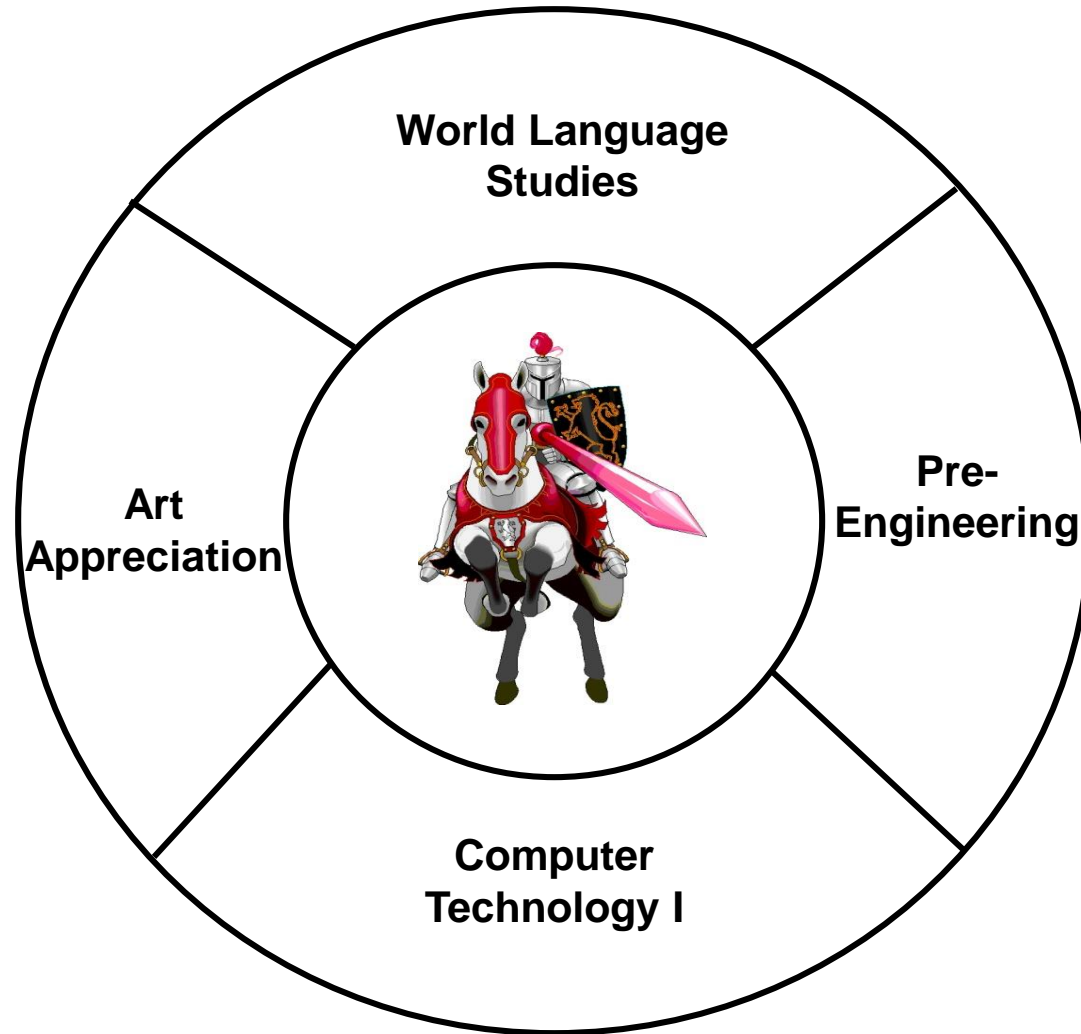 World Language
Studies
Art
Appreciation
Pre-
Engineering
Computer
Technology I